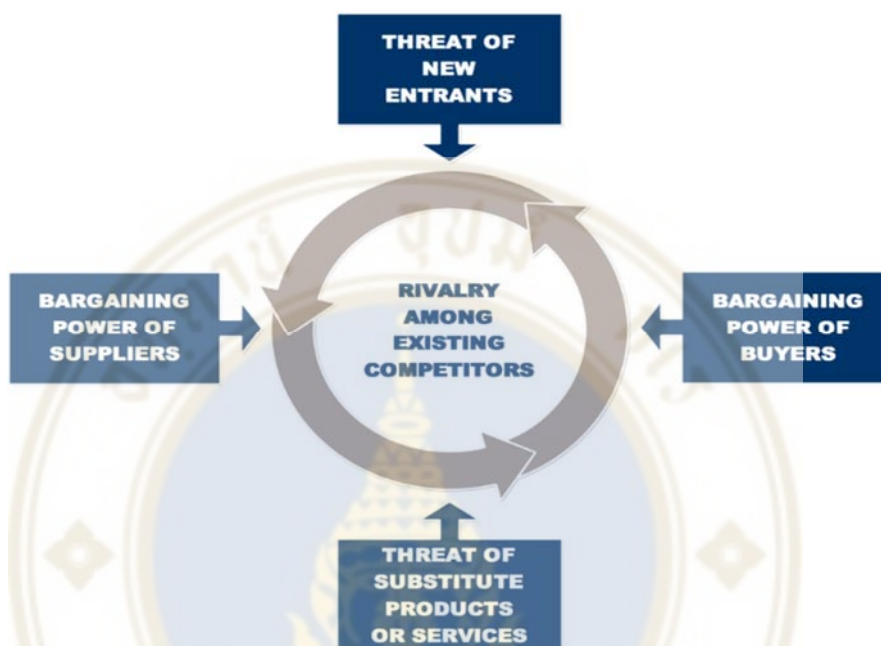 THREAT OF
NEW
ENTRANTS
BARGAINING
POWER OF
SUPPLIERS
RIVALRY
AMONG
EXISTING
COMPETITORS
BARGAINING
POWER OF
BUYERS
THREAT OF
SUBSTITUTE
PRODUCTS
OR SERVICES